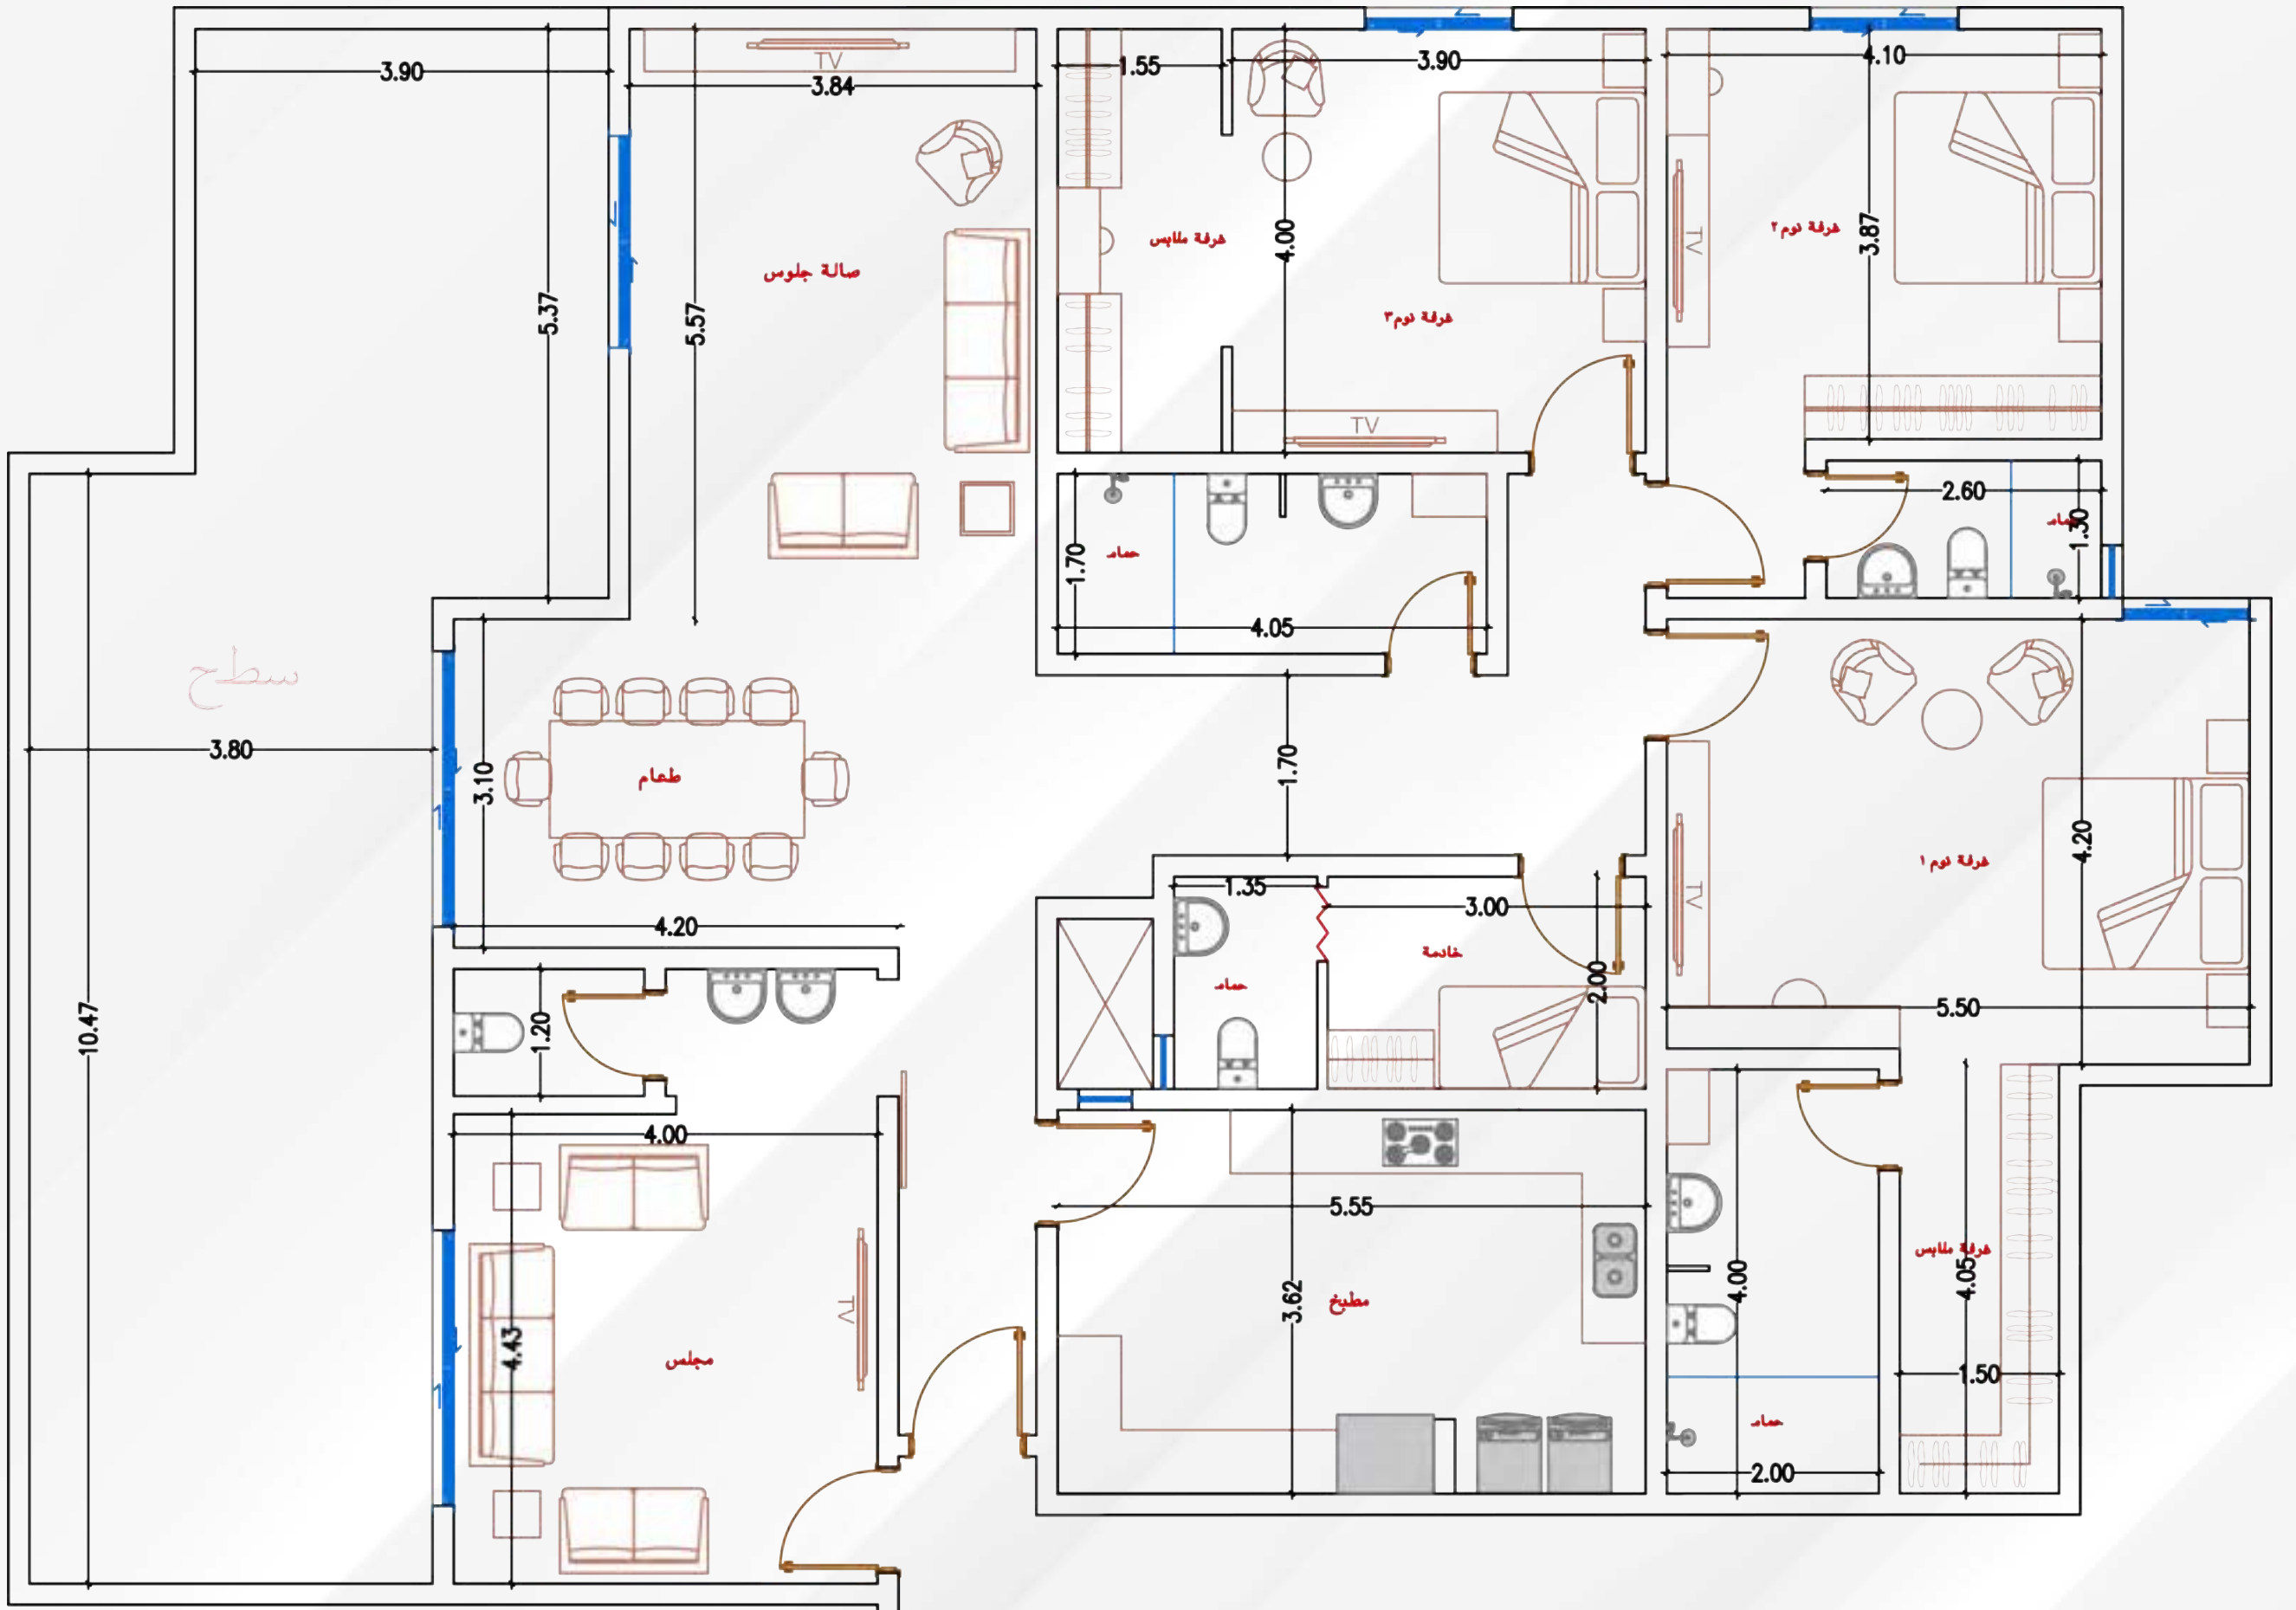 TV
3.90
3.84
1.55
3.90
4.10
صالة جلوس
5.37
5.57
غرفة ملابس
4.00
غرفة نوم٣
TV
TV
غرفة نوم٢
3.87
2.60
حمام
1.30
1.70
حمام
4.05
سطح
3.80
10.47
3.10
طعام
4.20
1.70
4.20
غرفة نوم ١
TV
5.50
1.35
3.00
خادمة
حمام
2.00
1.20
4.00
4.43
مجلس
TV
5.55
3.62
مطبخ
4.00
غرفة ملابس
4.05
1.50
حمام
2.00